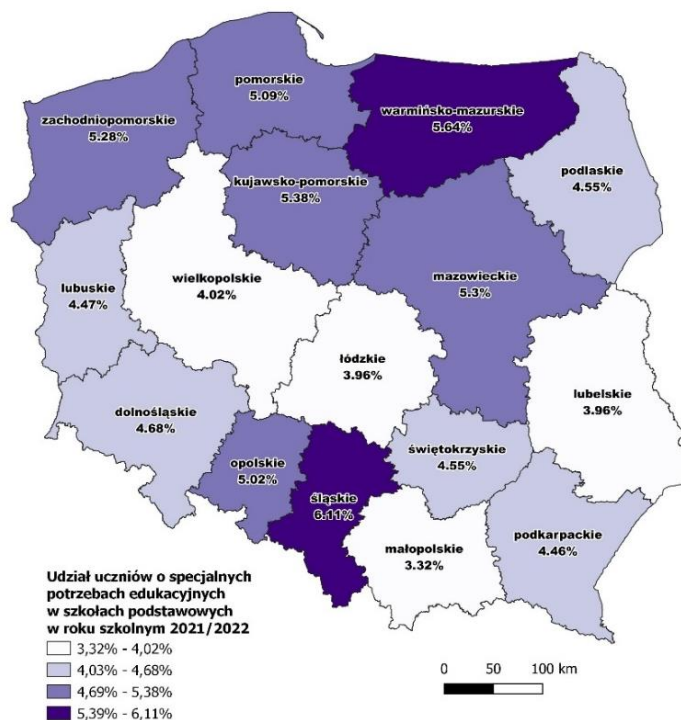 pomorskie
5.09%
warmińsko-mazurskie
5.64%
zachodniopomorskie
5.28%
podlaskie
4.55%
kujawsko-pomorskie
5.38%
mazowieckie
5.3%
wielkopolskie
4.02%
lubuskie
4.47%
łódzkie
3.96%
lubelskie
3.96%
dolnośląskie
4.68%
świętokrzyskie
4.55%
opolskie
5.02%
śląskie
6.11%
podkarpackie
4.46%
małopolskie
3.32%
Udział uczniów o specjalnych
potrzebach edukacyjnych
w szkołach podstawowych
w roku szkolnym 2021/2022
3,32% - 4,02%
4,03% - 4,68%
4,69% - 5,38%
5,39% - 6,11%
0 50 100 km